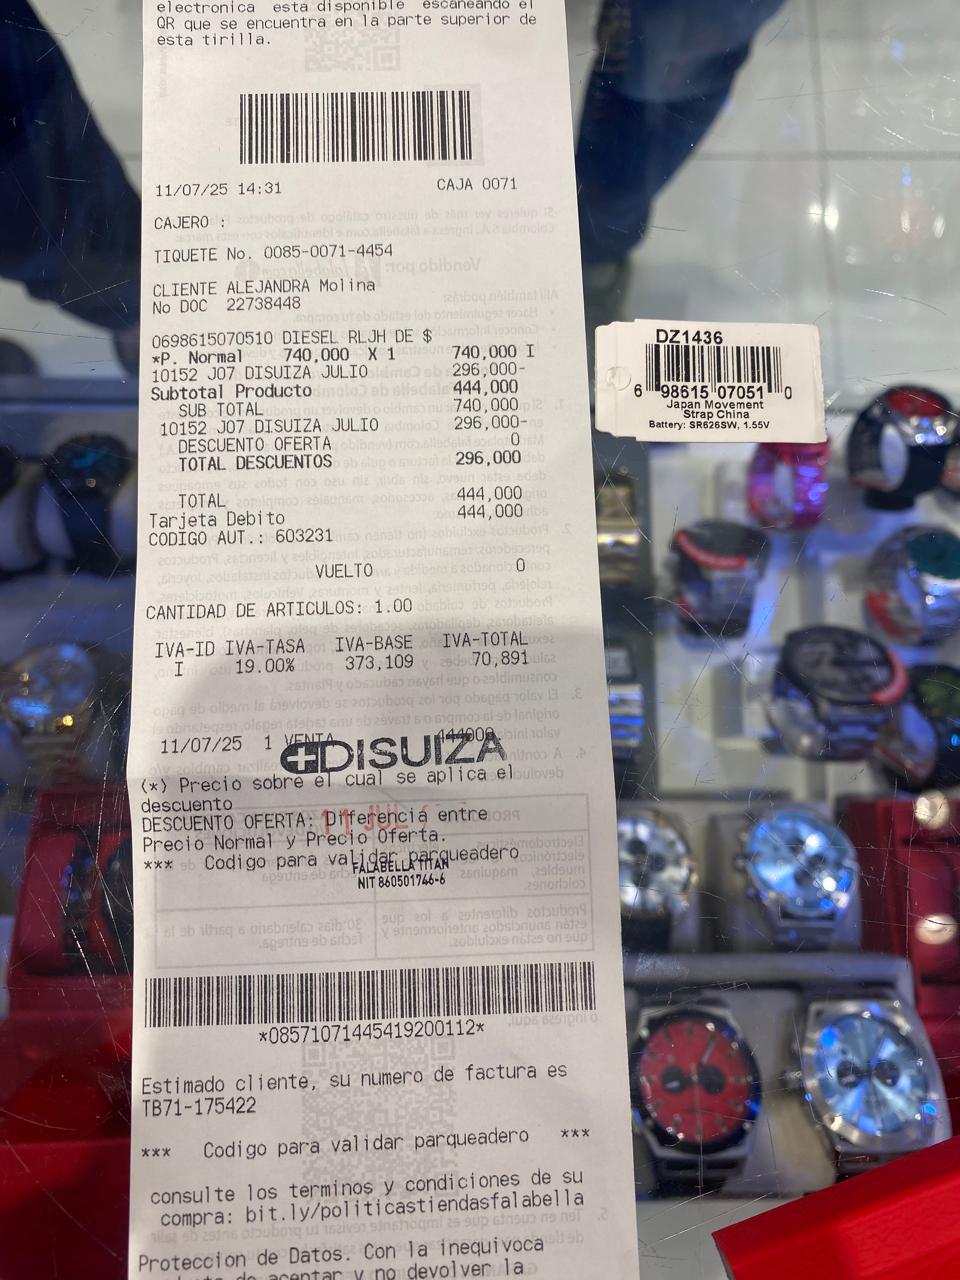 electronica esta disponible escaneando el
QR que se encuentra en la parte superior de
esta tirilla.
11/07/25 14:31 CAJA 0071
CAJERO :
TIQUETE No. 0085-0071-4454
CLIENTE ALEJANDRA Molina
No DOC 22738448
0698615070510 DIESEL RLJH DE $
*P. Normal 740,000 X 1 740,000 I
10152 J07 DISUIZA JULIO 296,000-
Subtotal Producto 444,000
SUB TOTAL 740,000
10152 J07 DISUIZA JULIO 296,000-
DESCUENTO OFERTA 0
TOTAL DESCUENTOS 296,000
TOTAL 444,000
Tarjeta Debito 444,000
CODIGO AUT.: 603231
VUELTO 0
CANTIDAD DE ARTICULOS: 1.00
IVA-ID IVA-TASA IVA-BASE IVA-TOTAL
I 19.00% 373,109 70,891
11/07/25 1 VENTA 444000.
DISUIZA
(*) Precio sobre el cual se aplica el
descuento
DESCUENTO OFERTA: Diferencia entre
11 JUL
Precio Normal y Precio Oferta.
*** Codigo para validar parqueadero
FALABELLA TITAN
NIT 860501746-6
*08571071445419200112*
Estimado cliente, su numero de factura es
TB71-175422
*** Codigo para validar parqueadero ***
consulte los terminos y condiciones de su
compra: bit.ly/politicastiendasfalabella
Proteccion de Datos. Con la inequivoca
de aceptar y no devolver la
DZ1436
6 98615 07051 0
Japan Movement
Strap China
Battery: SR626SW, 1.55V